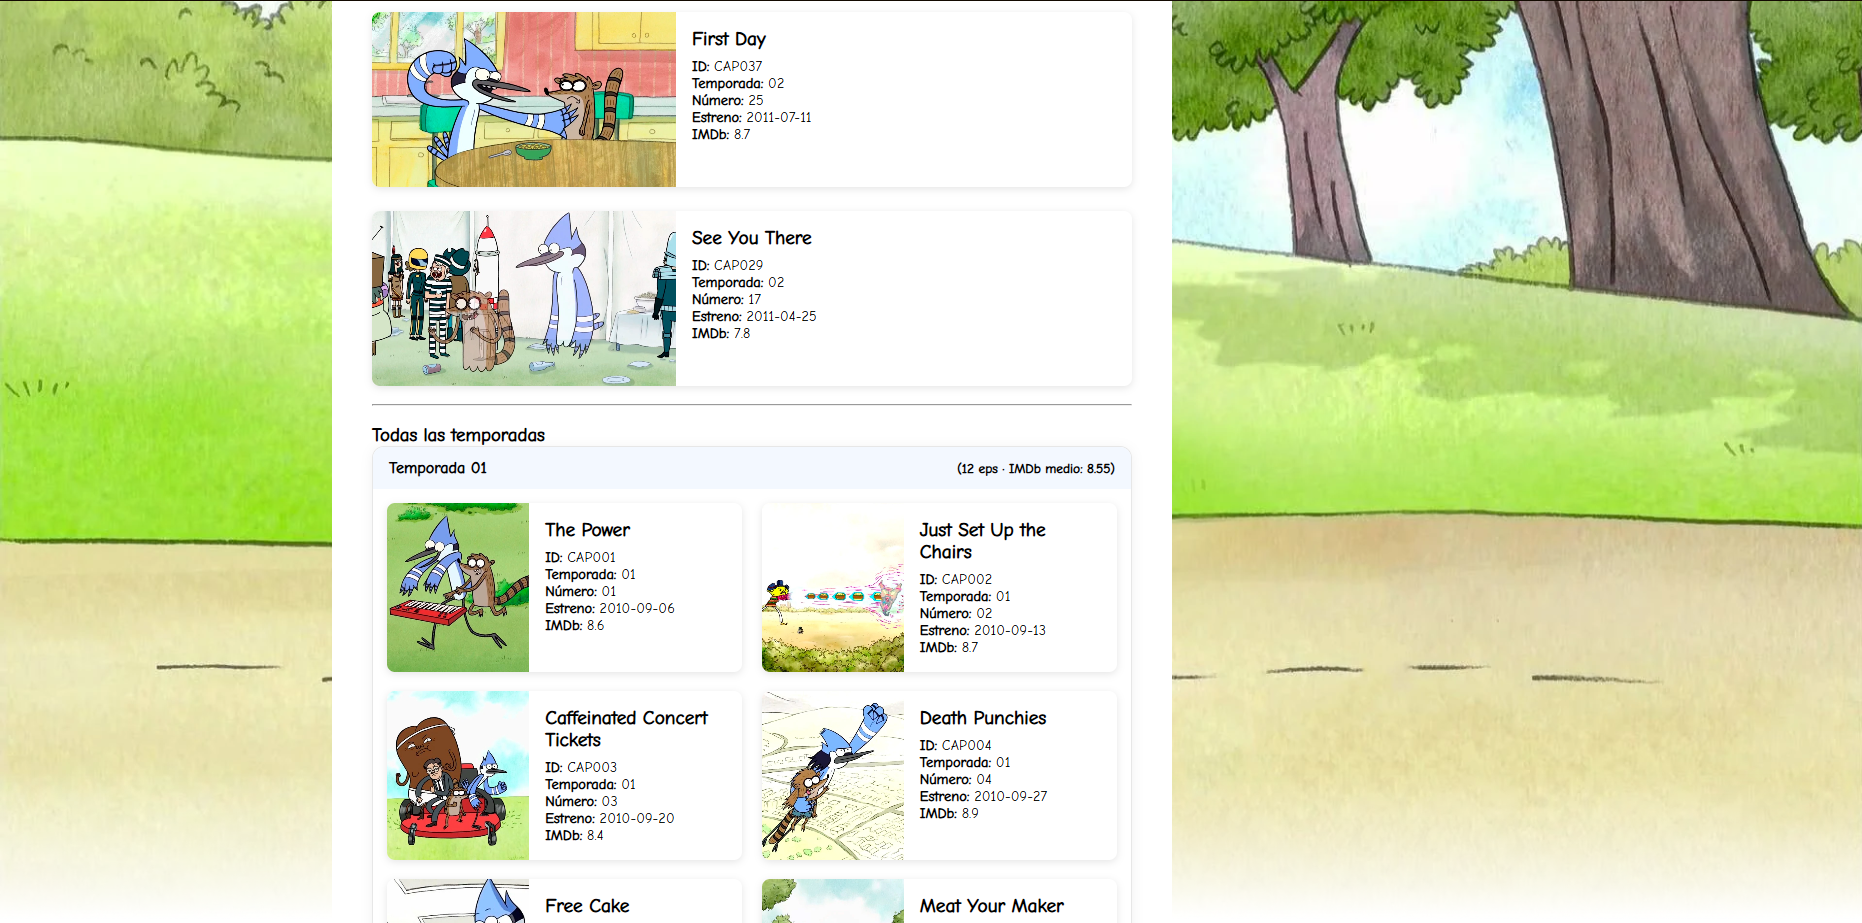 First Day
ID: CAP037
Temporada: 02
Número: 25
Estreno: 2011-07-11
IMDb: 8.7
See You There
ID: CAP029
Temporada: 02
Número: 17
Estreno: 2011-04-25
IMDb: 7.8
Todas las temporadas
Temporada 01
(12 eps · IMDb medio: 8.55)
The Power
ID: CAP001
Temporada: 01
Número: 01
Estreno: 2010-09-06
IMDb: 8.6
Just Set Up the
Chairs
ID: CAP002
Temporada: 01
Número: 02
Estreno: 2010-09-13
IMDb: 8.7
Caffeinated Concert
Tickets
ID: CAP003
Temporada: 01
Número: 03
Estreno: 2010-09-20
IMDb: 8.4
Death Punchies
ID: CAP004
Temporada: 01
Número: 04
Estreno: 2010-09-27
IMDb: 8.9
Free Cake
Meat Your Maker